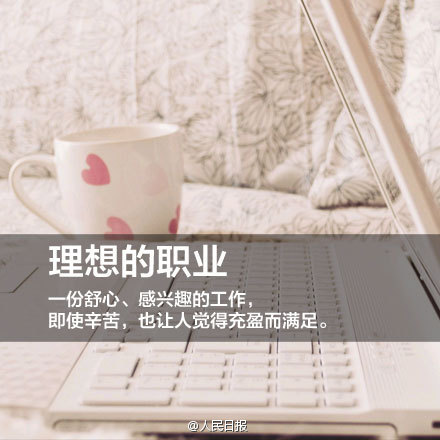 理想的职业
一份舒心、感兴趣的工作，
即使辛苦，也让人觉得充盈而满足。
@人民日报